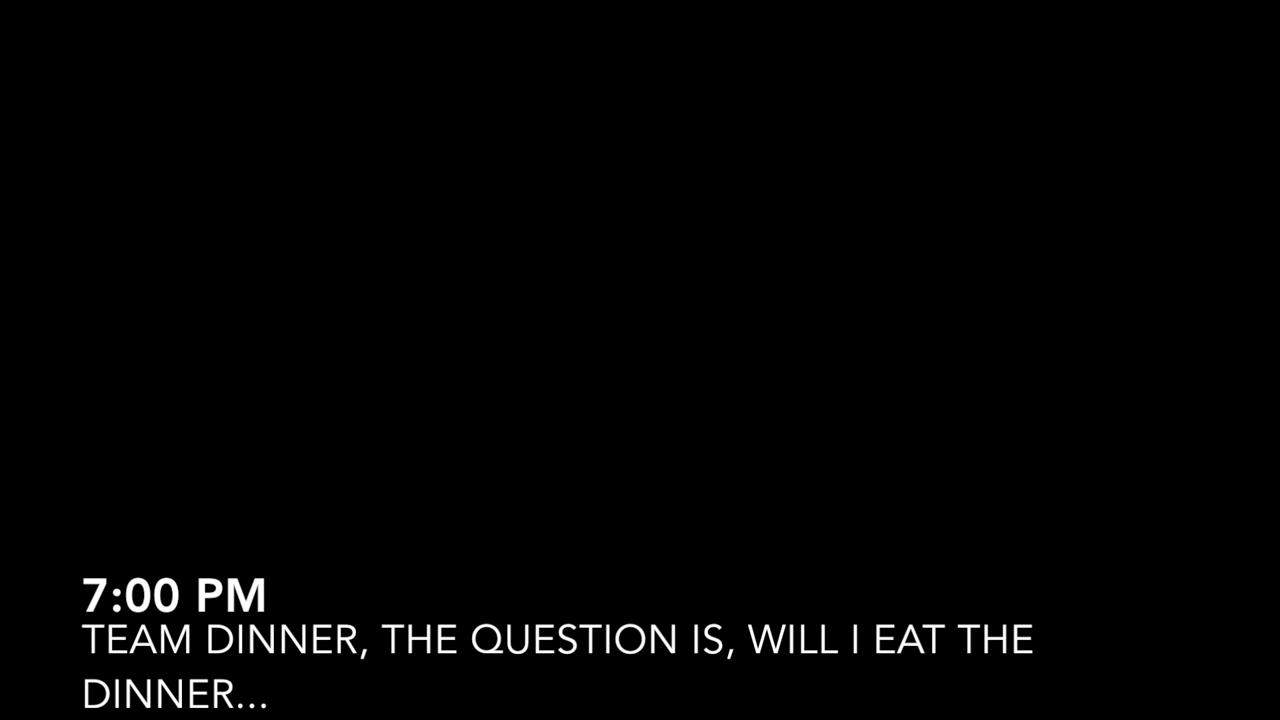 7:00 PM
TEAM DINNER, THE QUESTION IS, WILL I EAT THE
DINNER...